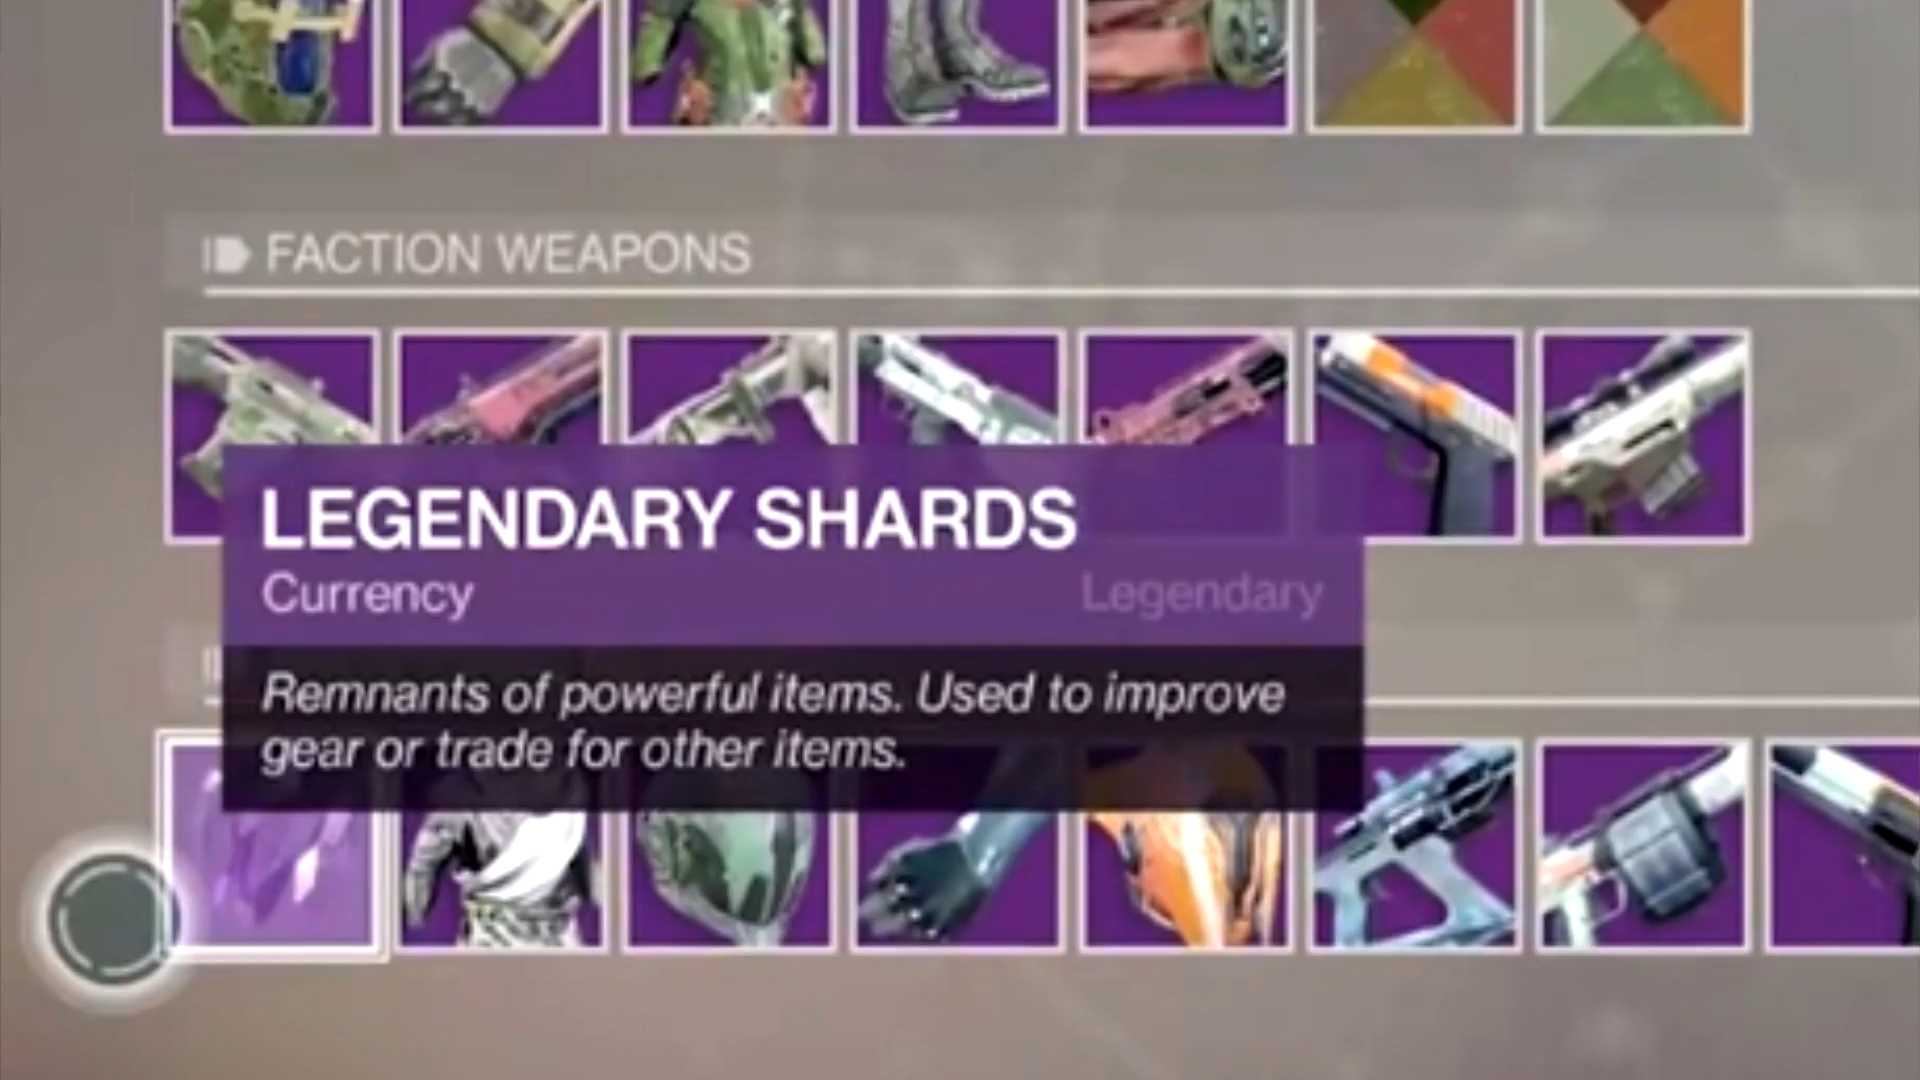 FACTION WEAPONS
LEGENDARY SHARDS
Currency Legendary
Remnants of powerful items. Used to improve
gear or trade for other items.